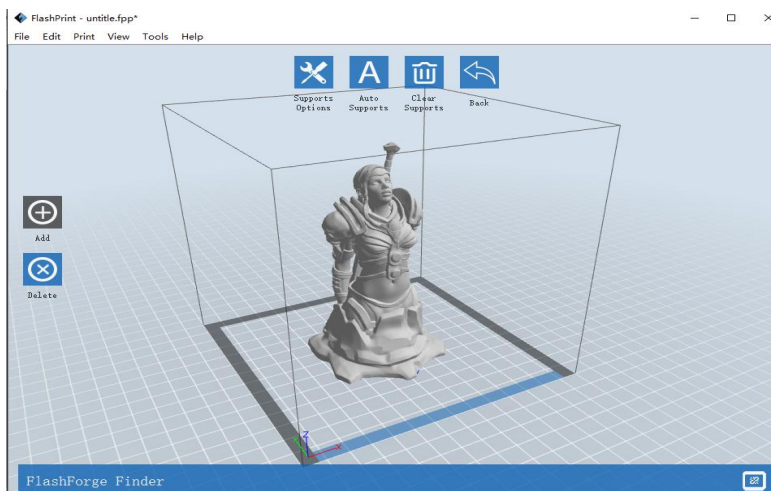 FlashPrint - untitle.fpp*
File Edit Print View Tools Help
A
Supports Options
Auto Supports
Clear Supports
Back
Add
Delete
Z
X
FlashForge Finder